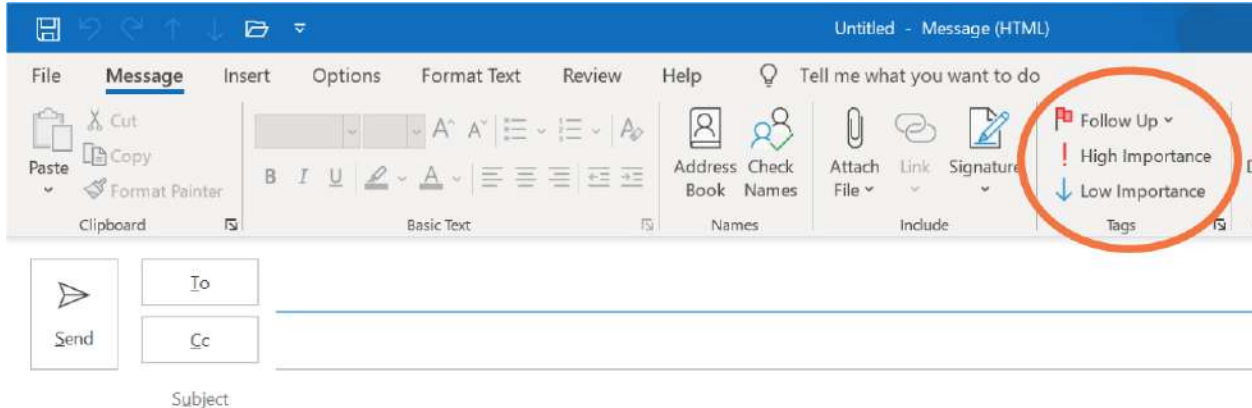 Untitled - Message (HTML)
File Message Insert Options Format Text Review Help Tell me what you want to do
Paste
Cut
Copy
Format Painter
Clipboard
B I U A
Basic Text
Address Book
Check Names
Names
Attach File
Link
Signature
Include
Follow Up
High Importance
Low Importance
Tags
Send
To
Cc
Subject